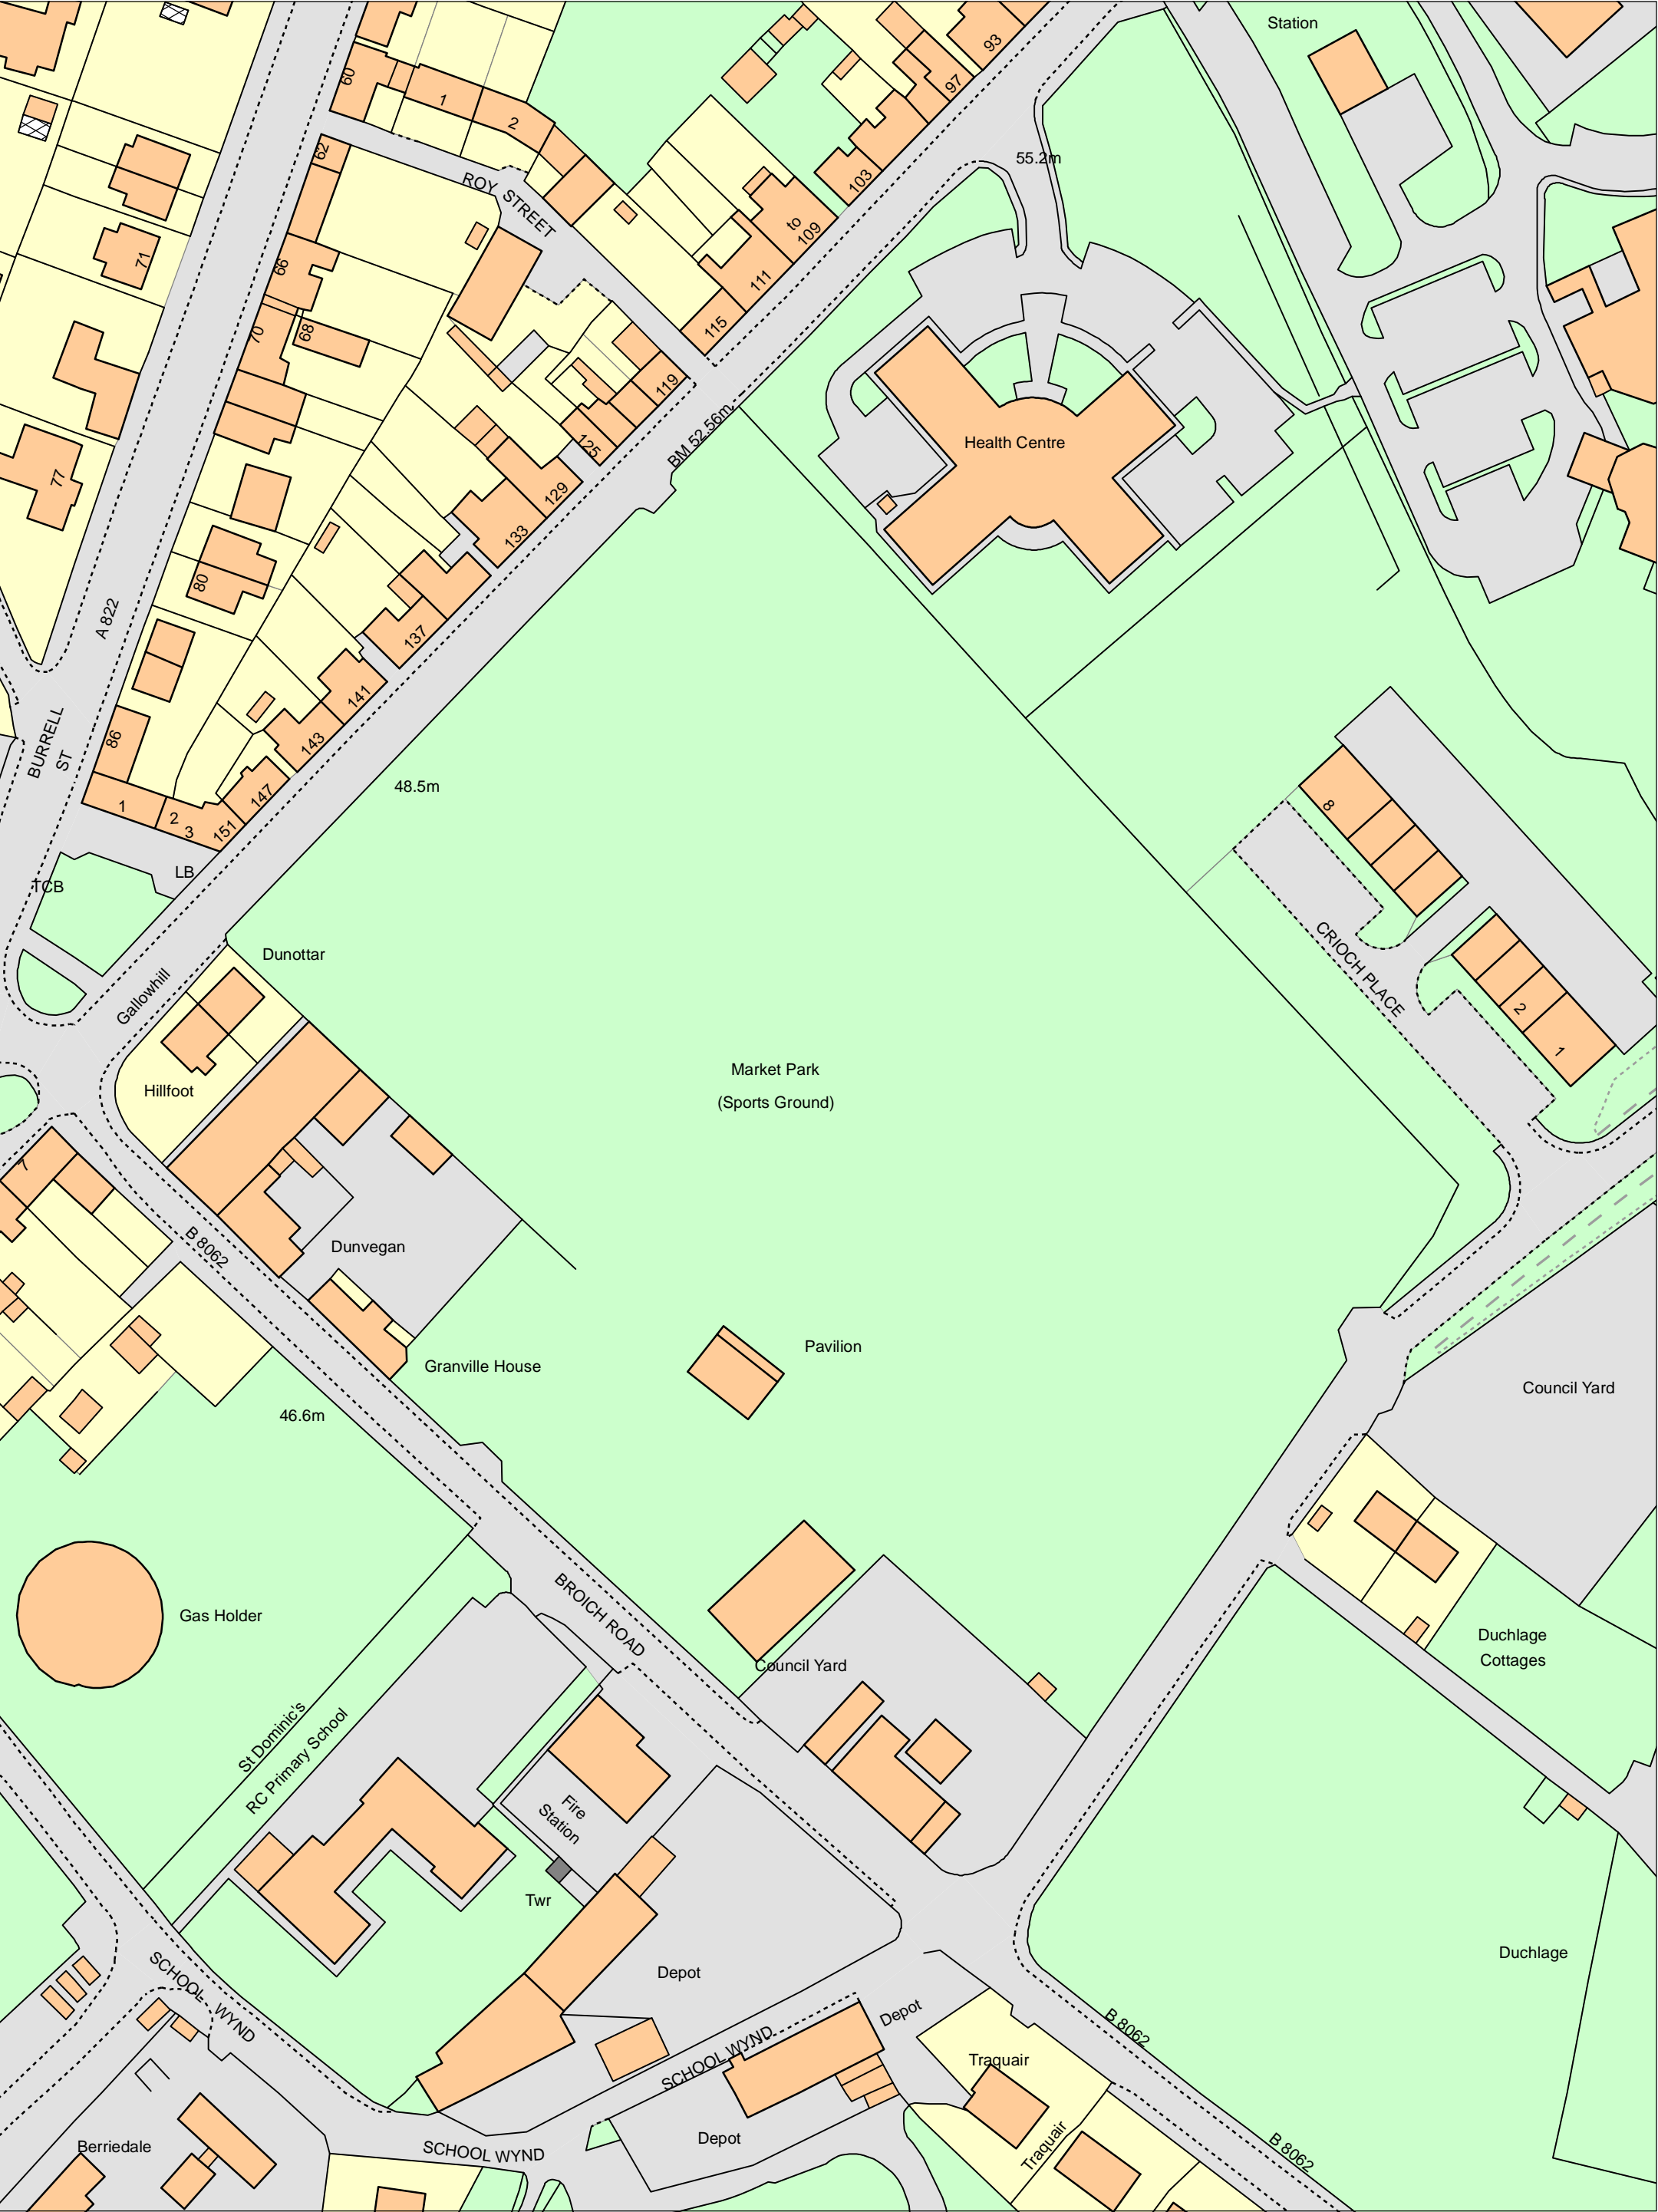 Station
93
60
1
97
2
62
55.2m
103
ROY STREET
to
109
71
66
111
70
68
115
119
BM 52.56m
125
Health Centre
77
129
133
80
A 822
137
141
86
143
BURRELL
ST
48.5m
147
1
2
3
151
8
LB
TCB
Dunottar
CRIOCH PLACE
Gallowhill
2
1
Market Park
(Sports Ground)
Hillfoot
7
B 8062
Dunvegan
Pavilion
Granville House
Council Yard
46.6m
BROICH ROAD
Gas Holder
Duchlage
Cottages
Council Yard
St Dominic's
RC Primary School
Fire
Station
Twr
Duchlage
SCHOOL WYND
Depot
Depot
B 8062
SCHOOL WYND
Traquair
Depot
Traquair
Berriedale
SCHOOL WYND
B 8062